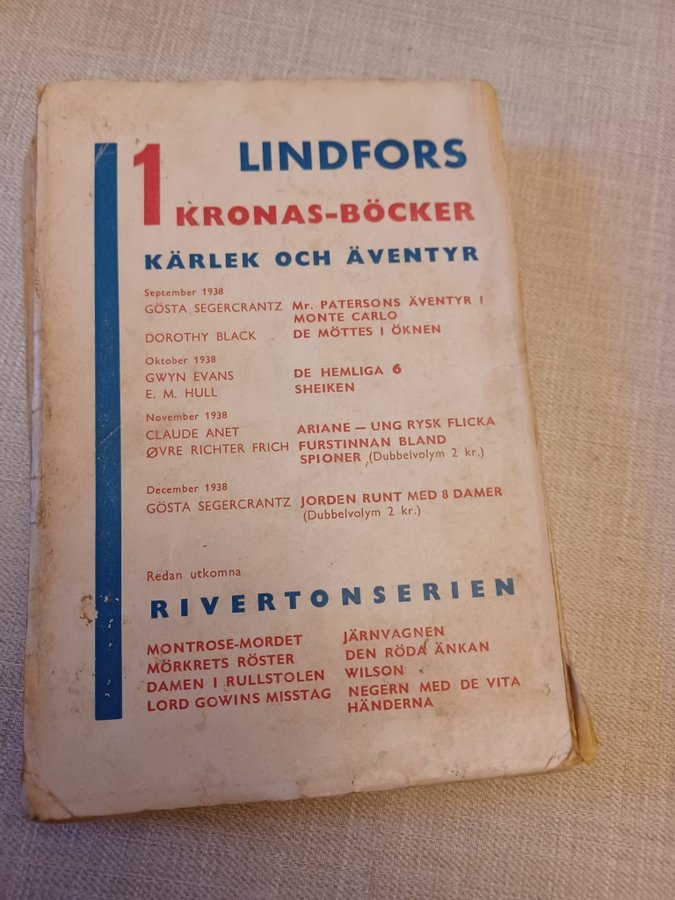 1 LINDFORS
KRONAS-BÖCKER
KÄRLEK OCH ÄVENTYR
September 1938
GÖSTA SEGERCRANTZ Mr. PATERSONS ÄVENTYR I
MONTE CARLO
DOROTHY BLACK . DE MÖTTES I ÖKNEN
Oktober 1938
GWYN EVANS DE HEMLIGA 6
E. M. HULL SHEIKEN
November 1938
CLAUDE ANET ARIANE — UNG RYSK FLICKA
ØVRE RICHTER FRICH FURSTINNAN BLAND
SPIONER (Dubbelvolym 2 kr.)
December 1938
GÖSTA SEGERCRANTZ JORDEN RUNT MED 8 DAMER
(Dubbelvolym 2 kr.)
Redan utkomna
RIVERTONSERIEN
MONTROSE-MORDET JÄRNVAGNEN
MÖRKRETS RÖSTER DEN RÖDA ÄNKAN
DAMEN I RULLSTOLEN WILSON
LORD GOWINS MISSTAG NEGERN MED DE VITA
HÄNDERNA